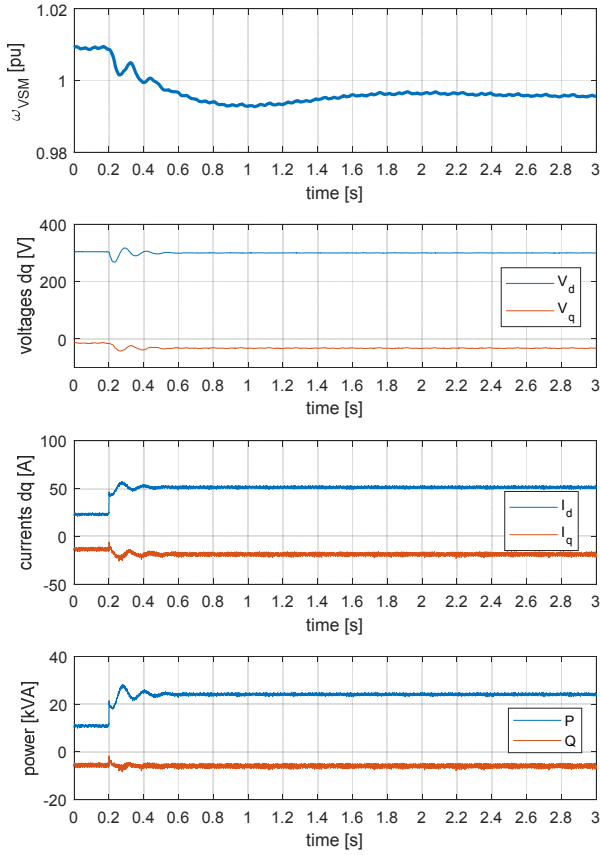 1.02
1
0.98
ω_VSM [pu]
0 0.2 0.4 0.6 0.8 1 1.2 1.4 1.6 1.8 2 2.2 2.4 2.6 2.8 3
time [s]
400
200
0
voltages dq [V]
V_d
V_q
0 0.2 0.4 0.6 0.8 1 1.2 1.4 1.6 1.8 2 2.2 2.4 2.6 2.8 3
time [s]
100
50
0
-50
currents dq [A]
I_d
I_q
0 0.2 0.4 0.6 0.8 1 1.2 1.4 1.6 1.8 2 2.2 2.4 2.6 2.8 3
time [s]
40
20
0
-20
power [kVA]
P
Q
0 0.2 0.4 0.6 0.8 1 1.2 1.4 1.6 1.8 2 2.2 2.4 2.6 2.8 3
time [s]